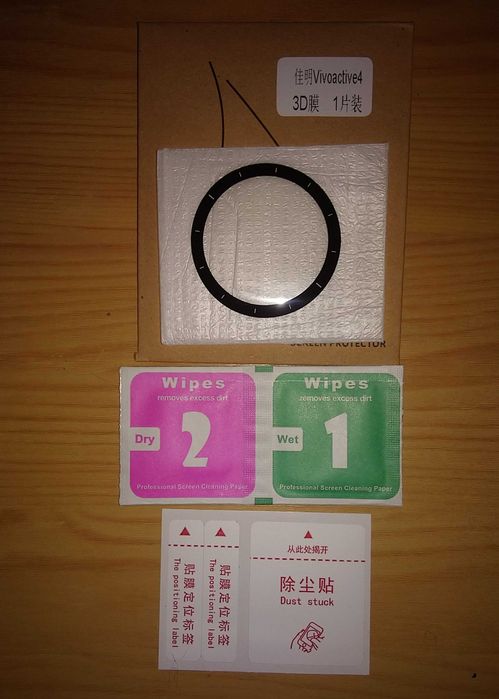 佳明Vivoactive4
3D膜 1片装
SCREEN PROTECTOR
Wipes
removes excess dirt
Dry
2
Professional Screen Cleaning Paper
Wipes
removes excess dirt
Wet
1
Professional Screen Cleaning Paper
贴膜定位标签
The positioning label
贴膜定位标签
The positioning label
从此处揭开
除尘贴
Dust stuck